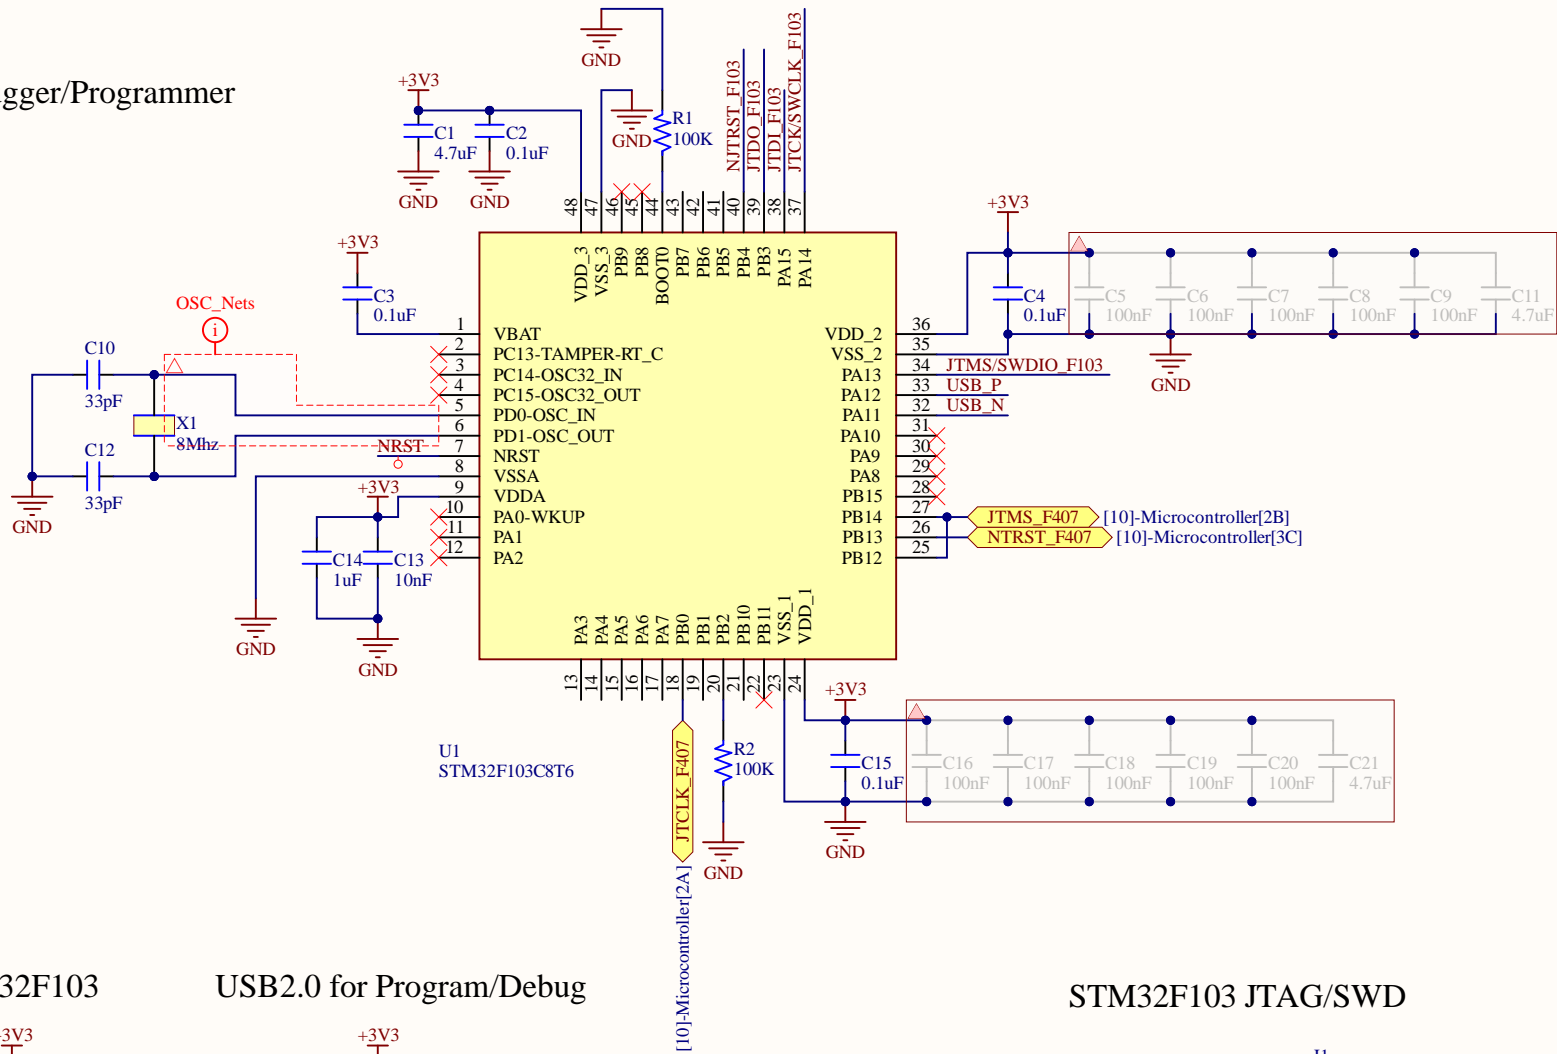 gger/Programmer
GND
+3V3
C1
4.7uF
C2
0.1uF
GND
GND
GND
R1
100K
NJTRST_F103
JTDO_F103
JTDI_F103
JTCK/SWCLK_F103
48
47
46
45
44
43
42
41
40
39
38
37
VDD_3
VSS_3
PB9
PB8
BOOT0
PB7
PB6
PB5
PB4
PB3
PA15
PA14
+3V3
C3
0.1uF
OSC_Nets
i
C10
33pF
X1
8Mhz
C12
33pF
GND
NRST
+3V3
C14
1uF
C13
10nF
GND
GND
1 VBAT
2 PC13-TAMPER-RT_C
3 PC14-OSC32_IN
4 PC15-OSC32_OUT
5 PD0-OSC_IN
6 PD1-OSC_OUT
7 NRST
8 VSSA
9 VDDA
10 PA0-WKUP
11 PA1
12 PA2
VDD_2 36
VSS_2 35
PA13 34 JTMS/SWDIO_F103
PA12 33 USB_P
PA11 32 USB_N
PA10 31
PA9 30
PA8 29
PB15 28
PB14 27 JTMS_F407 [10]-Microcontroller[2B]
PB13 26 NTRST_F407 [10]-Microcontroller[3C]
PB12 25
+3V3
C4
0.1uF
C5
100nF
C6
100nF
C7
100nF
C8
100nF
C9
100nF
C11
4.7uF
GND
PA3
PA4
PA5
PA6
PA7
PB0
PB1
PB2
PB10
PB11
VSS_1
VDD_1
13
14
15
16
17
18
19
20
21
22
23
24
U1
STM32F103C8T6
JTCLK_F407
[10]-Microcontroller[2A]
R2
100K
GND
+3V3
C15
0.1uF
GND
C16
100nF
C17
100nF
C18
100nF
C19
100nF
C20
100nF
C21
4.7uF
32F103
USB2.0 for Program/Debug
STM32F103 JTAG/SWD
+3V3
+3V3